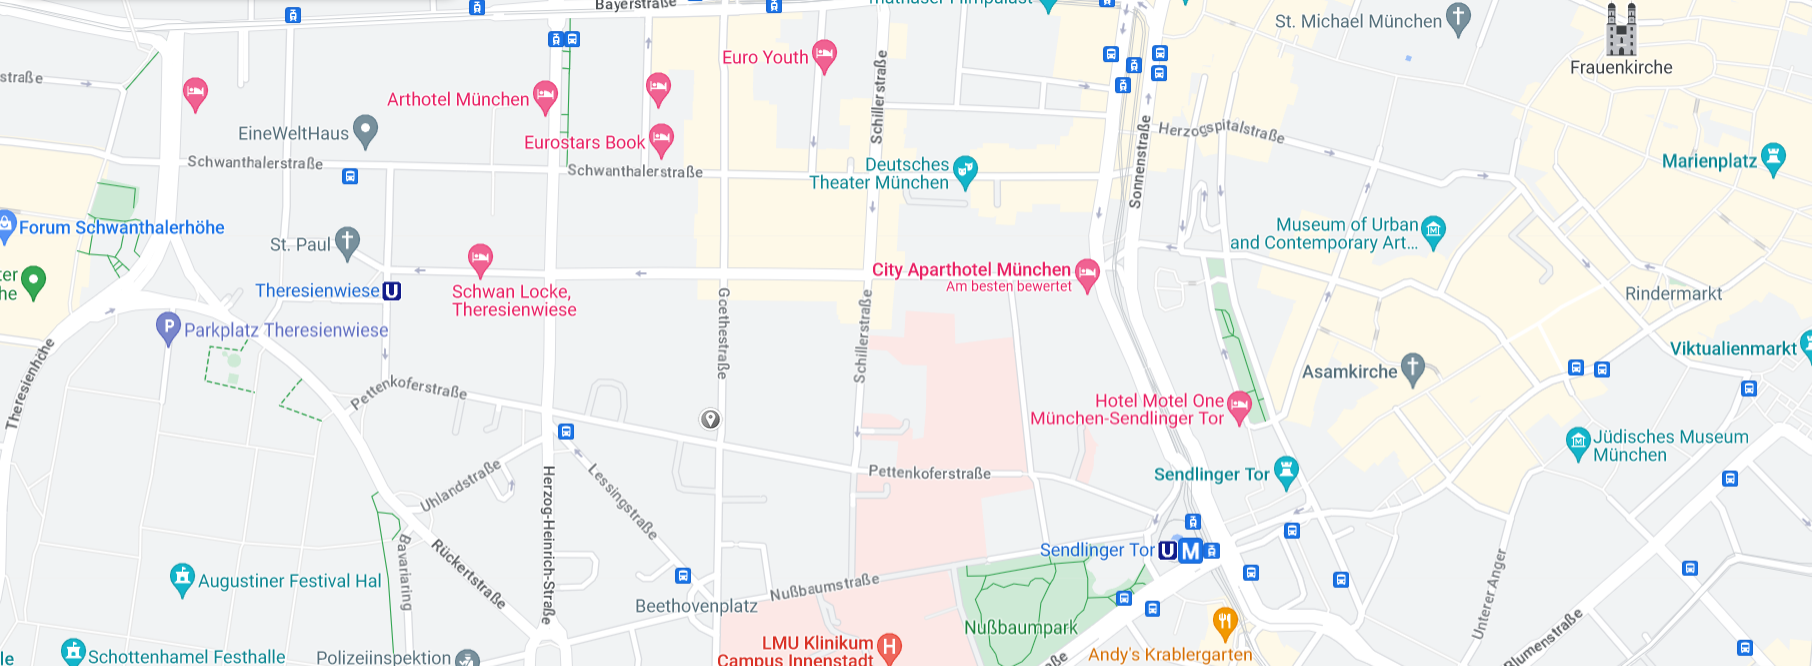 Bayerstraße
St. Michael München
Frauenkirche
straße
Euro Youth
Schillerstraße
Arthotel München
EineWeltHaus
Eurostars Book
Schwanthalerstraße
Schwanthalerstraße
Deutsches
Theater München
Sonnenstraße
Herzogspitalstraße
Marienplatz
Forum Schwanthalerhöhe
St. Paul
Museum of Urban
and Contemporary Art...
City Aparthotel München
Am besten bewertet
ter
he
Theresienwiese
U
Schwan Locke,
Theresienwiese
Rindermarkt
P
Parkplatz Theresienwiese
Goethestraße
Schillerstraße
Theresienhöhe
Viktualienmarkt
Asamkirche
Pettenkoferstraße
Hotel Motel One
München-Sendlinger Tor
Jüdisches Museum
München
Pettenkoferstraße
Sendlinger Tor
Uhlandstraße
Lessingstraße
Herzog-Heinrich-Straße
Sendlinger Tor
U
M
Bavariaring
Rückertstraße
Augustiner Festival Hal
Nußbaumstraße
Beethovenplatz
Unterer Anger
Blumenstraße
Nußbaumpark
LMU Klinikum
Campus Innenstadt
H
Andy's Krablergarten
le
Schottenhamel Festhalle
Polizeiinspektion
aße